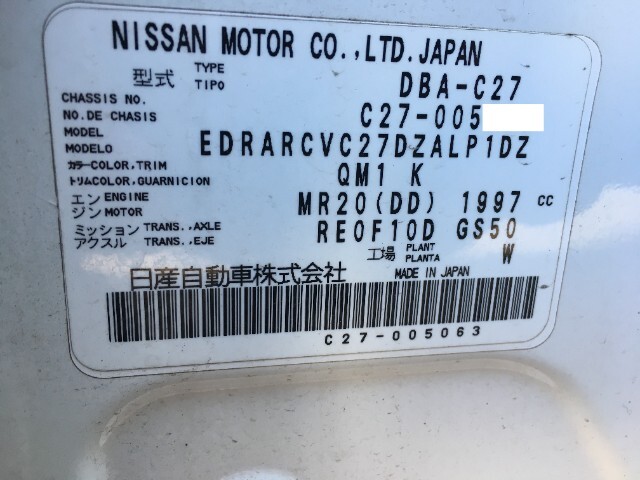 NISSAN MOTOR CO.,LTD.JAPAN
型式 TYPE TIPO DBA-C27
CHASSIS NO.
NO.DE CHASIS C27-005
MODEL
MODELO EDRARCVC27DZALP1DZ
カラーCOLOR,TRIM
トリムCOLOR,GUARNICION QM1 K
エンジン ENGINE MOTOR MR20(DD) 1997 cc
ミッション TRANS.,AXLE
アクスル TRANS.,EJE RE0F10D GS50
工場 PLANT PLANTA W
日産自動車株式会社 MADE IN JAPAN
C27-005063